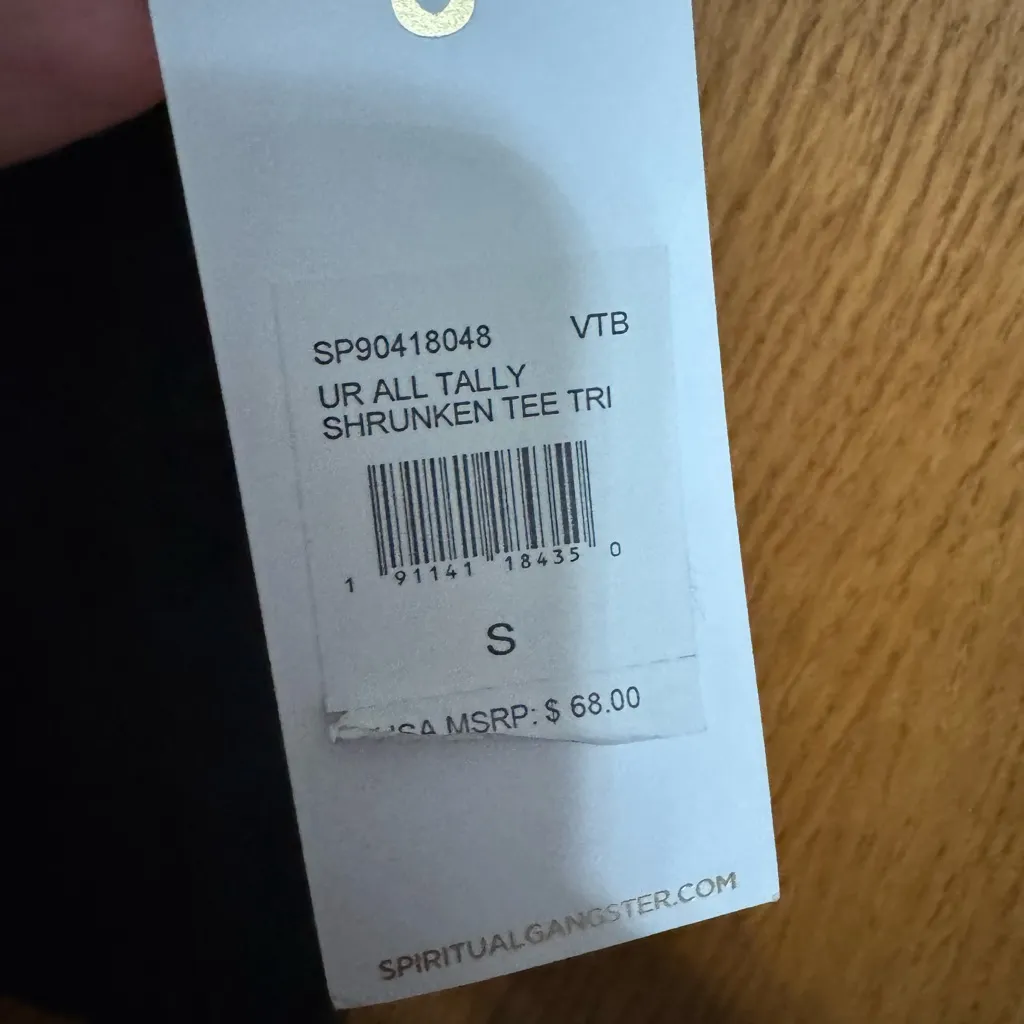 SP90418048 VTB
UR ALL TALLY
SHRUNKEN TEE TRI
1 91141 18435 0
S
MSRP: $ 68.00
SPIRITUALGANGSTER.COM